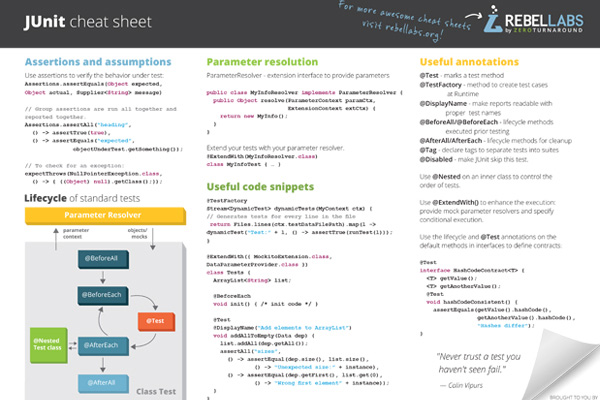 JUnit cheat sheet
For more awesome cheat sheets
visit rebellabs.org!
REBELLABS
by ZEROTURNAROUND
Assertions and assumptions
Use assertions to verify the behavior under test:
Assertions.assertEquals(Object expected,
Object actual, Supplier<String> message)
// Group assertions are run all together and
reported together.
Assertions.assertAll("heading",
() -> assertTrue(true),
() -> assertEquals("expected",
objectUnderTest.getSomething());
// To check for an exception:
expectThrows(NullPointerException.class,
() -> { ((Object) null).getClass();});
Lifecycle of standard tests
Parameter Resolver
parameter
context
objects/
mocks
@BeforeAll
@BeforeEach
@Test
@Nested
Test class
@AfterEach
@AfterAll
Class Test
Parameter resolution
ParameterResolver - extension interface to provide parameters
public class MyInfoResolver implements ParameterResolver {
public Object resolve(ParameterContext paramCtx,
ExtensionContext extCtx) {
return new MyInfo();
}
}
Extend your tests with your parameter resolver.
@ExtendWith(MyInfoResolver.class)
class MyInfoTest { … }
Useful code snippets
@TestFactory
Stream<DynamicTest> dynamicTests(MyContext ctx) {
// Generates tests for every line in the file
return Files.lines(ctx.testDataFilePath).map(l ->
dynamicTest("Test:" + l, () -> assertTrue(runTest(l)));
}
@ExtendWith({ MockitoExtension.class,
DataParameterProvider.class })
class Tests {
ArrayList<String> list;
@BeforeEach
void init() { /* init code */ }
@Test
@DisplayName("Add elements to ArrayList")
void addAllToEmpty(Data dep) {
list.addAll(dep.getAll());
assertAll("sizes",
() -> assertEquals(dep.size(), list.size(),
() -> "Unexpected size:" + instance),
() -> assertEquals(dep.getFirst(), list.get(0),
() -> "Wrong first element" + instance));
}
Useful annotations
@Test - marks a test method
@TestFactory - method to create test cases
at Runtime
@DisplayName - make reports readable with
proper test names
@BeforeAll/@BeforeEach - lifecycle methods
executed prior testing
@AfterAll/@AfterEach - lifecycle methods for cleanup
@Tag - declare tags to separate tests into suites
@Disabled - make JUnit skip this test.
Use @Nested on an inner class to control the
order of tests.
Use @ExtendWith() to enhance the execution:
provide mock parameter resolvers and specify
conditional execution.
Use the lifecycle and @Test annotations on the
default methods in interfaces to define contracts:
@Test
interface HashCodeContract<T> {
<T> getValue();
<T> getAnotherValue();
@Test
void hashCodeConsistent() {
assertEquals(getValue().hashCode(),
getAnotherValue().hashCode(),
"Hashes differ");
}
"Never trust a test you
haven't seen fail."
— Colin Vipurs
BROUGHT TO YOU BY